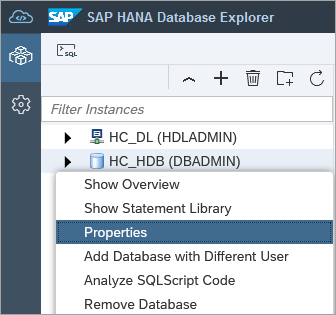 SAP SAP HANA Database Explorer
SQL
Filter Instances
HC_DL (HDLADMIN)
HC_HDB (DBADMIN)
Show Overview
Show Statement Library
Properties
Add Database with Different User
Analyze SQLScript Code
Remove Database